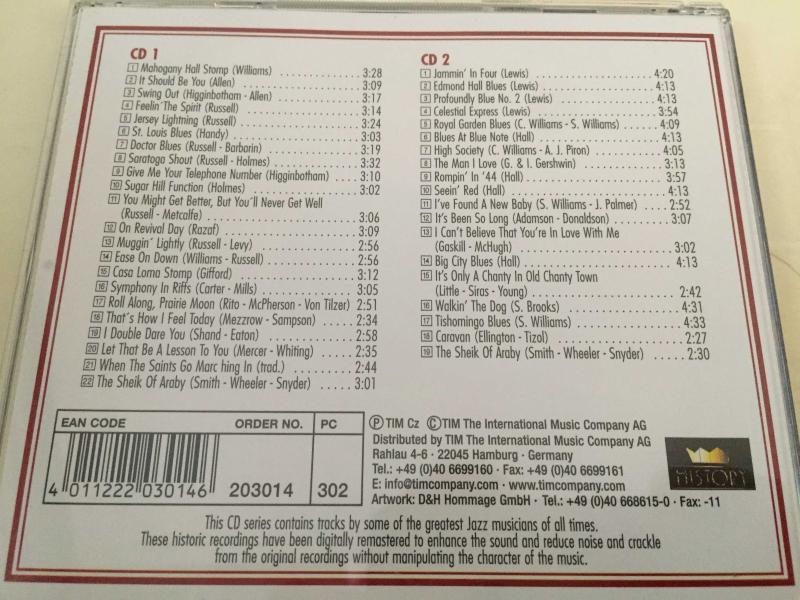 CD 1
1 Mahogany Hall Stomp (Williams) 3:28
2 It Should Be You (Allen) 3:09
3 Swing Out (Higginbotham - Allen) 3:17
4 Feelin´The Spirit (Russell) 3:14
5 Jersey Lightning (Russell) 3:24
6 St. Louis Blues (Handy) 3:03
7 Doctor Blues (Russell - Barbarin) 3:19
8 Saratoga Shout (Russell - Holmes) 3:32
9 Give Me Your Telephone Number (Higginbotham) 3:10
10 Sugar Hill Function (Holmes) 3:02
11 You Might Get Better, But You´ll Never Get Well
(Russell - Metcalfe) 3:06
12 On Revival Day (Razaf) 3:09
13 Muggin´ Lightly (Russell - Levy) 2:56
14 Ease On Down (Williams - Russell) 2:56
15 Casa Loma Stomp (Gifford) 3:12
16 Symphony In Riffs (Carter - Mills) 3:05
17 Roll Along, Prairie Moon (Rito - McPherson - Von Tilzer) 2:51
18 That´s How I Feel Today (Mezzrow - Sampson) 2:34
19 I Double Dare You (Shand - Eaton) 2:58
20 Let That Be A Lesson To You (Mercer - Whiting) 2:35
21 When The Saints Go Marc hing In (trad.) 2:44
22 The Sheik Of Araby (Smith - Wheeler - Snyder) 3:01
CD 2
1 Jammin´ In Four (Lewis) 4:20
2 Edmond Hall Blues (Lewis) 4:13
3 Profoundly Blue No. 2 (Lewis) 4:13
4 Celestial Express (Lewis) 3:54
5 Royal Garden Blues (C. Williams - S. Williams) 4:09
6 Blues At Blue Note (Hall) 4:13
7 High Society (C. Williams - A. J. Piron) 4:05
8 The Man I Love (G. & I. Gershwin) 3:13
9 Rompin´ In ´44 (Hall) 3:57
10 Seein´ Red (Hall) 4:13
11 I´ve Found A New Baby (S. Williams - J. Palmer) 2:52
12 It´s Been So Long (Adamson - Donaldson) 3:07
13 I Can´t Believe That You´re In Love With Me
(Gaskill - McHugh) 3:02
14 Big City Blues (Hall) 4:13
15 It´s Only A Chanty In Old Chanty Town
(Little - Siras - Young) 2:42
16 Walkin´ The Dog (S. Brooks) 4:31
17 Tishomingo Blues (S. Williams) 4:33
18 Caravan (Ellington - Tizol) 2:27
19 The Sheik Of Araby (Smith - Wheeler - Snyder) 2:30
EAN CODE ORDER NO. PC
4 011222 030146 203014 302
℗ TIM Cz © TIM The International Music Company AG
Distributed by TIM The International Music Company AG
Rahlau 4-6 · 22045 Hamburg · Germany
Tel.: +49 (0)40 6699160 · Fax: +49 (0)40 6699161
E: info@timcompany.com · www.timcompany.com
Artwork: D&H Hommage GmbH · Tel.: +49 (0)40 668615-0 · Fax: -11
HISTORY
This CD series contains tracks by some of the greatest Jazz musicians of all times.
These historic recordings have been digitally remastered to enhance the sound and reduce noise and crackle
from the original recordings without manipulating the character of the music.